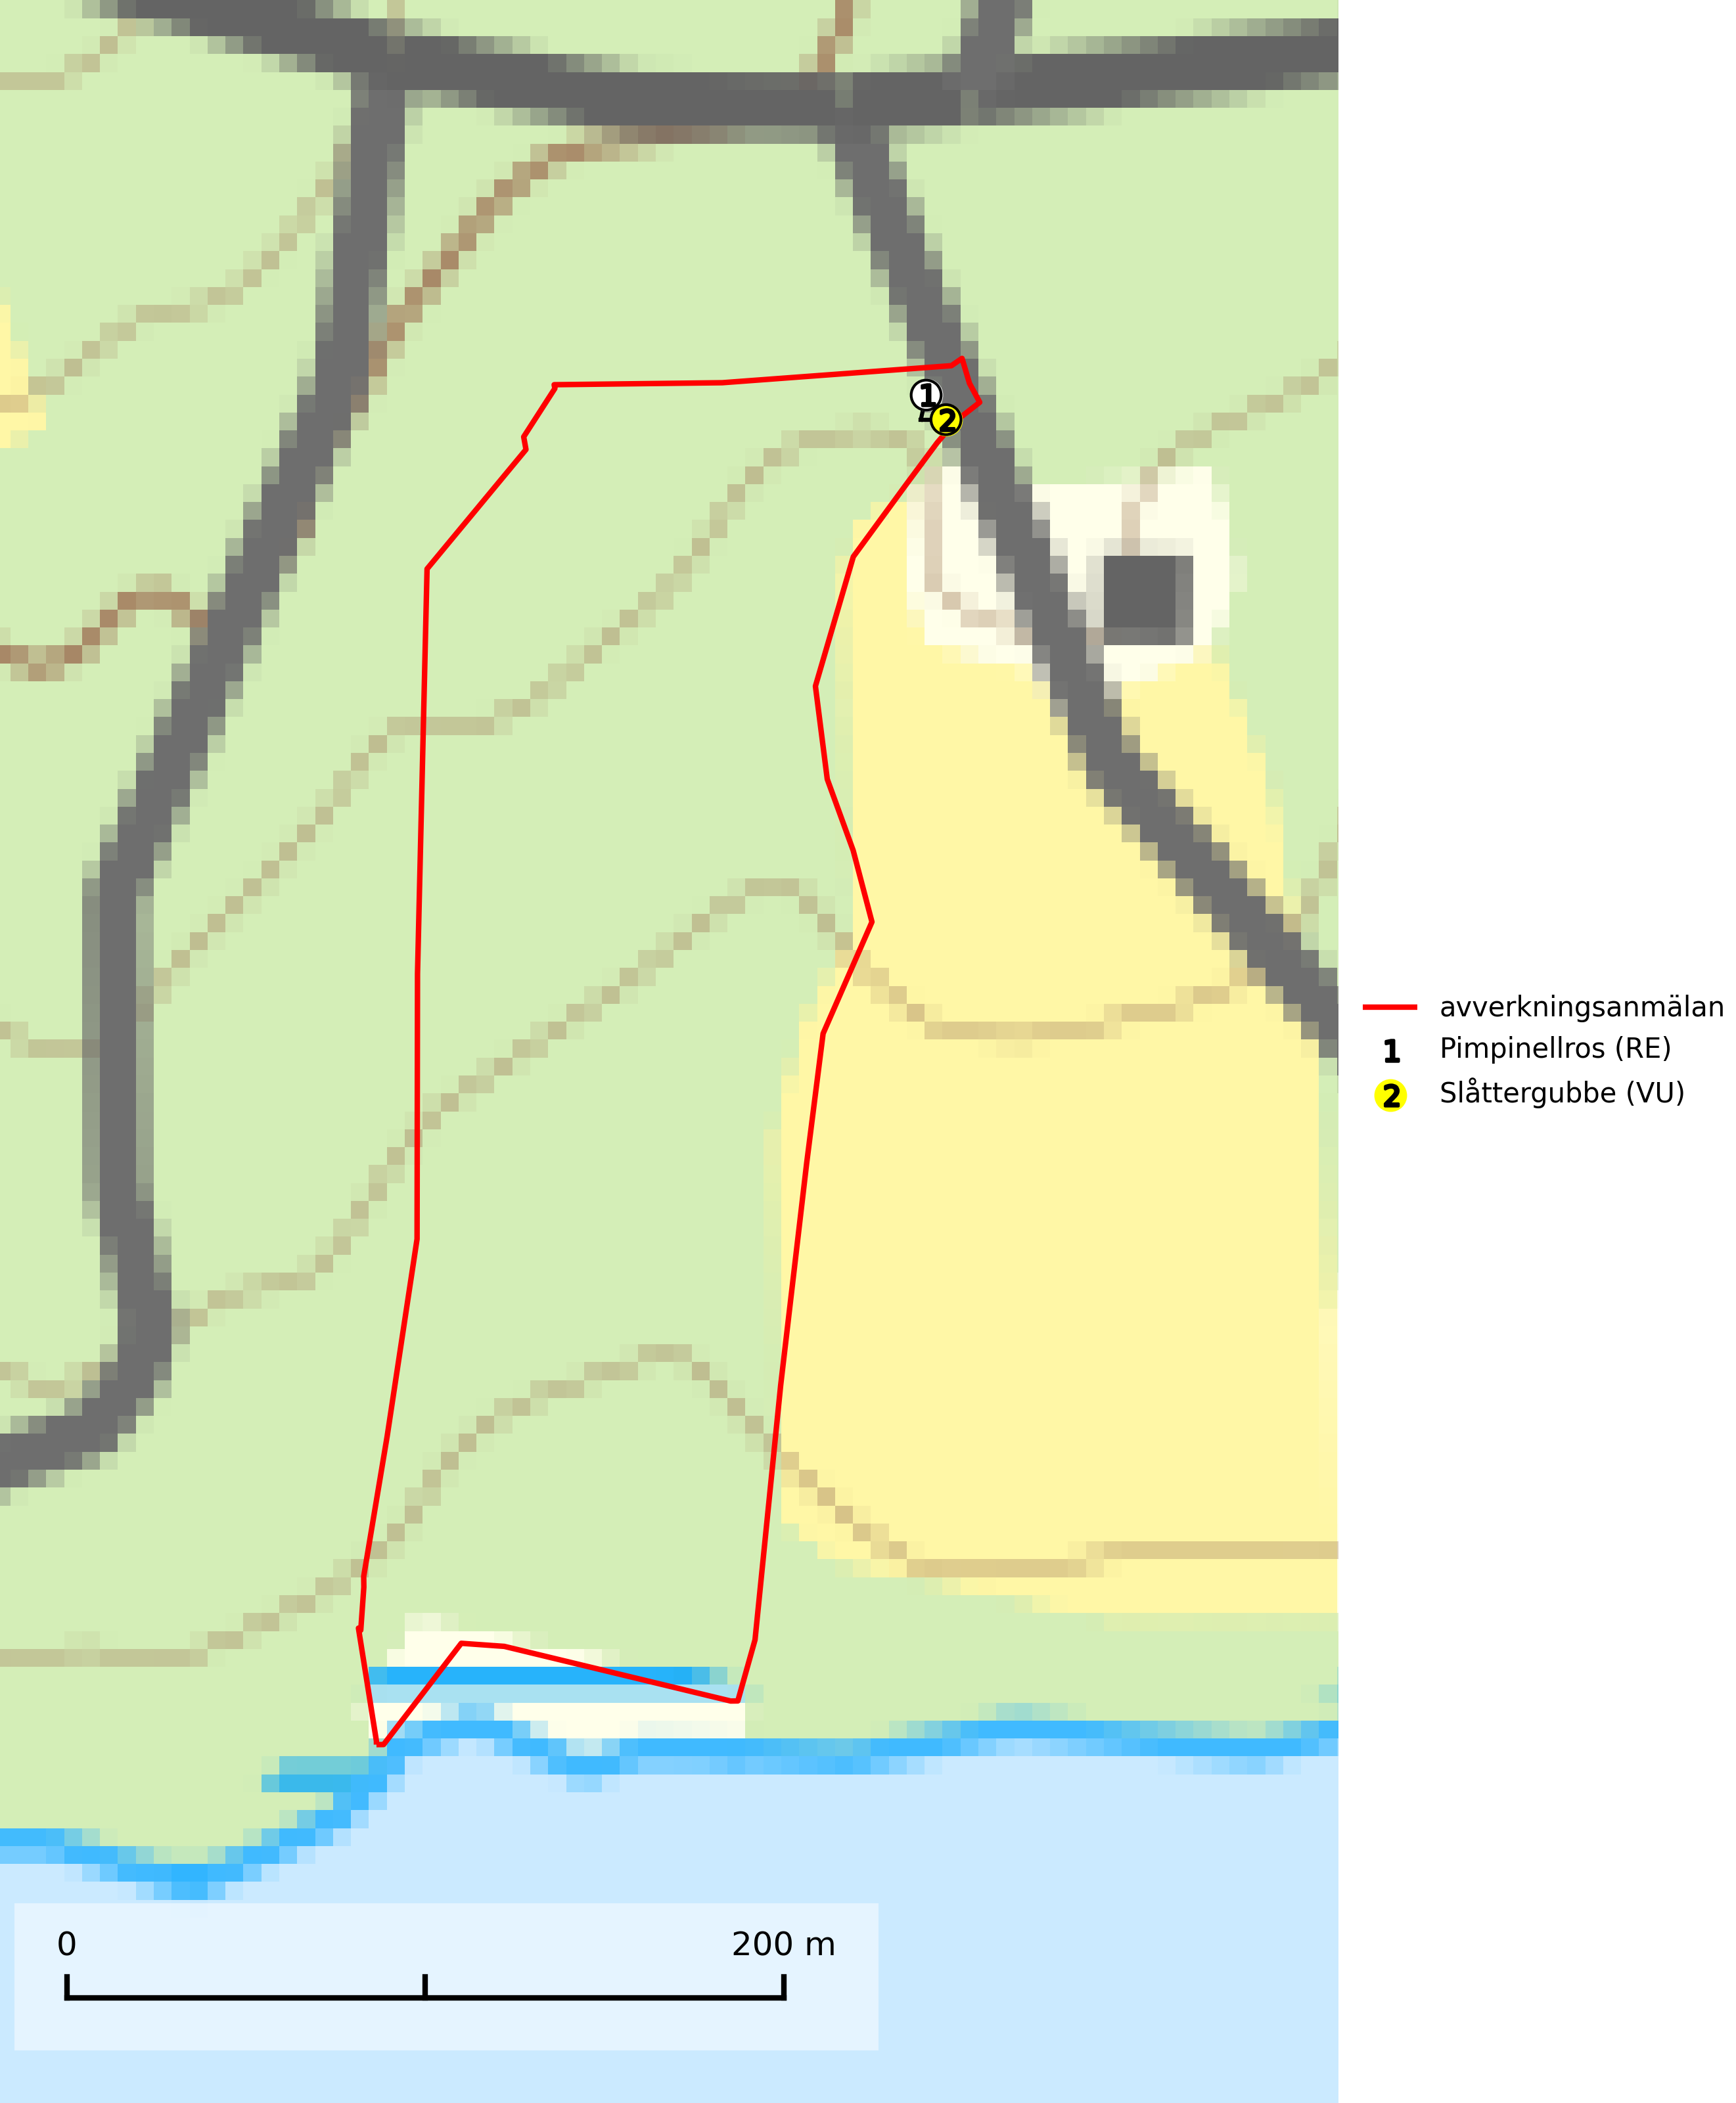 1
2
avverkningsanmälan
1 Pimpinellros (RE)
2 Slåttergubbe (VU)
0 200 m